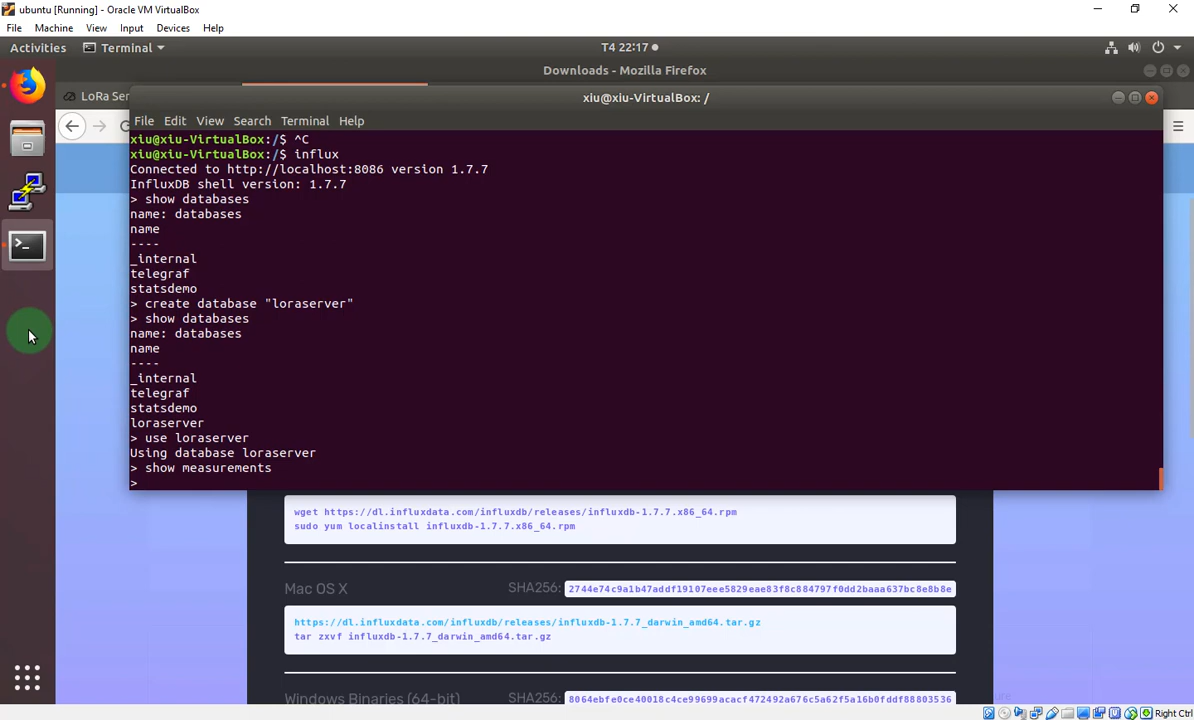 ubuntu [Running] - Oracle VM VirtualBox
File Machine View Input Devices Help
Activities Terminal T4 22:17
Downloads - Mozilla Firefox
LoRa Ser
xiu@xiu-VirtualBox: /
File Edit View Search Terminal Help
xiu@xiu-VirtualBox:/$ ^C
xiu@xiu-VirtualBox:/$ influx
Connected to http://localhost:8086 version 1.7.7
InfluxDB shell version: 1.7.7
> show databases
name: databases
name
----
_internal
telegraf
statsdemo
> create database "loraserver"
> show databases
name: databases
name
----
_internal
telegraf
statsdemo
loraserver
> use loraserver
Using database loraserver
> show measurements
>
wget https://dl.influxdata.com/influxdb/releases/influxdb-1.7.7.x86_64.rpm
sudo yum localinstall influxdb-1.7.7.x86_64.rpm
Mac OS X SHA256: 2744e74c9a1b47addf19107eee5829eae83f8c884797f0dd2baaa637bc8e8b8e
https://dl.influxdata.com/influxdb/releases/influxdb-1.7.7_darwin_amd64.tar.gz
tar zxvf influxdb-1.7.7_darwin_amd64.tar.gz
Windows Binaries (64-bit) SHA256: 8064ebfe0ce40018c4ce99699acacf472492a676c5a62f5a16b0fddf88803536
Right Ctrl